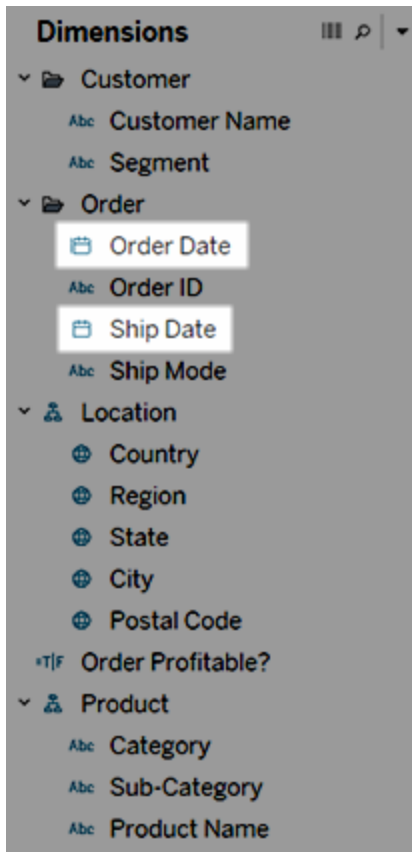 Dimensions
Customer
Abc Customer Name
Abc Segment
Order
Order Date
Abc Order ID
Ship Date
Abc Ship Mode
Location
Country
Region
State
City
Postal Code
=T|F Order Profitable?
Product
Abc Category
Abc Sub-Category
Abc Product Name